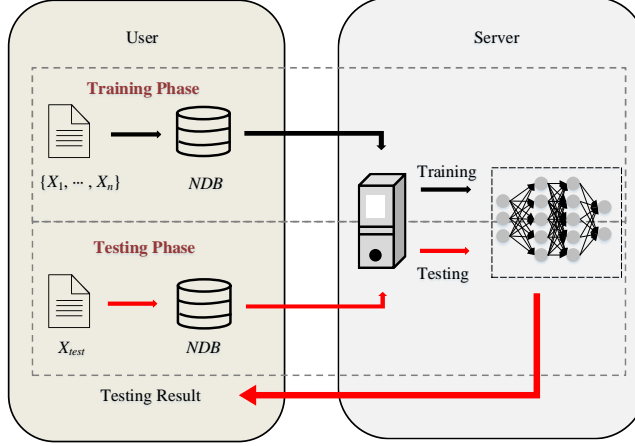 User
Server
Training Phase
{X1, ··· , Xn}
NDB
Training
Testing Phase
Testing
Xtest
NDB
Testing Result